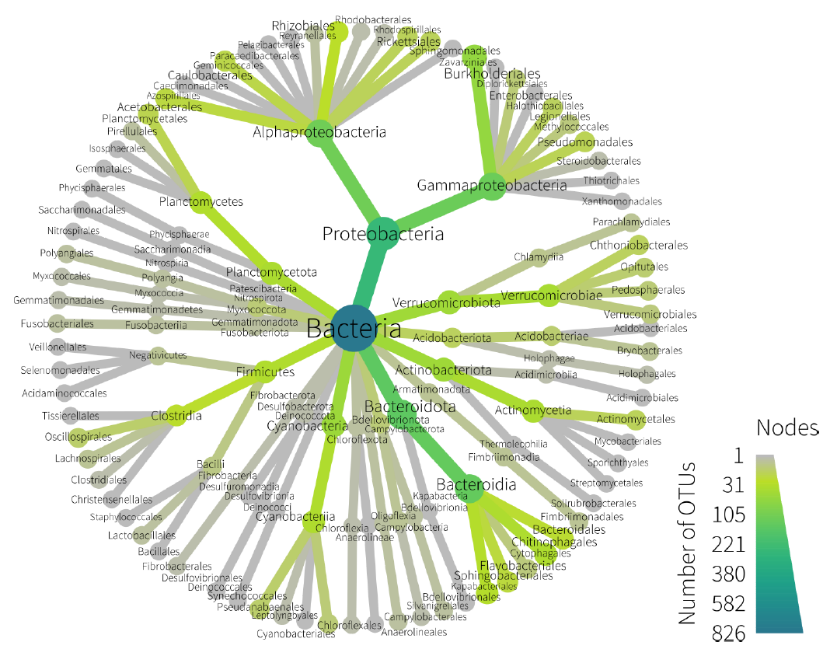 Rhizobiales
Rhodobacterales
Reyranellales
Rhodospirillales
Pelagibacterales
Rickettsiales
Paracaedibacterales
Sphingomonadales
Geminicoccales
Zavarziniales
Caulobacterales
Burkholderiales
Caedimonadales
Diplorickettsiales
Azospirillales
Enterobacterales
Acetobacterales
Halothiobacillales
Planctomycetales
Legionellales
Pirellulales
Methylococcales
Alphaproteobacteria
Pseudomonadales
Isosphaerales
Steroidobacterales
Gemmatales
Thiotrichales
Phycisphaerales
Gammaproteobacteria
Planctomycetes
Xanthomonadales
Saccharimonadales
Parachlamydiales
Nitrospirales
Phycisphaerae
Proteobacteria
Chthoniobacterales
Polyangiales
Saccharimonadia
Chlamydiia
Nitrospiria
Opitutales
Myxococcales
Polyangia
Planctomycetota
Patescibacteria
Pedosphaerales
Gemmatimonadales
Myxococcia
Nitrospirota
Verrucomicrobiota
Verrucomicrobiae
Gemmatimonadetes
Myxococcota
Verrucomicrobiales
Fusobacteriales
Fusobacteriia
Gemmatimonadota
Bacteria
Acidobacteriales
Fusobacteriota
Acidobacteriota
Acidobacteriae
Veillonellales
Bryobacterales
Negativicutes
Holophagae
Selenomonadales
Firmicutes
Actinobacteriota
Acidimicrobiia
Holophagales
Acidaminococcales
Armatimonadota
Fibrobacterota
Acidimicrobiales
Desulfobacterota
Bacteroidota
Actinomycetia
Tissierellales
Clostridia
Deinococcota
Bdellovibrionota
Actinomycetales
Cyanobacteria
Campylobacterota
Oscillospirales
Chloroflexota
Mycobacteriales
Thermoleophilia
Lachnospirales
Fimbriimonadia
Sporichthyales
Bacilli
Clostridiales
Fibrobacteria
Streptomycetales
Desulfuromonadia
Bacteroidia
Christensenellales
Desulfovibrionia
Kapabacteria
Solirubrobacterales
Deinococci
Bdellovibrionia
Staphylococcales
Cyanobacteriia
Oligoflexia
Fimbriimonadales
Lactobacillales
Chloroflexia
Campylobacteria
Bacteroidales
Anaerolineae
Chitinophagales
Bacillales
Cytophagales
Fibrobacterales
Flavobacteriales
Desulfovibrionales
Sphingobacteriales
Deinococcales
Kapabacteriales
Synechococcales
Bdellovibrionales
Pseudanabaenales
Silvanigrellales
Leptolyngbyales
Campylobacterales
Chloroflexales
Cyanobacteriales
Anaerolineales
Nodes
Number of OTUs
1
31
105
221
380
582
826